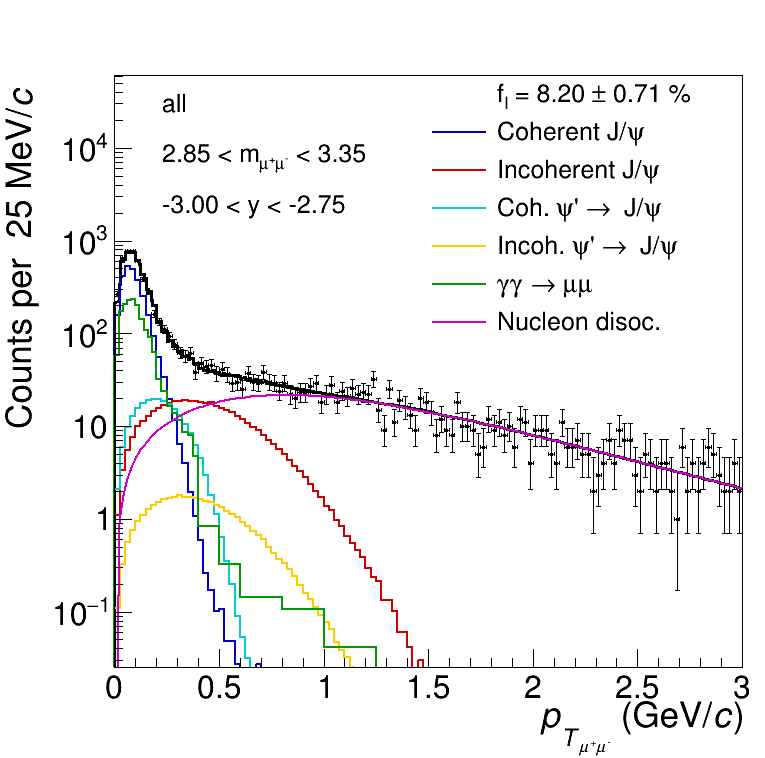 all
2.85 < m_{μ⁺μ⁻} < 3.35
-3.00 < y < -2.75
f_I = 8.20 ± 0.71 %
Coherent J/ψ
Incoherent J/ψ
Coh. ψ' → J/ψ
Incoh. ψ' → J/ψ
γγ → μμ
Nucleon disoc.
Counts per 25 MeV/c
10⁴
10³
10²
10
1
10⁻¹
0 0.5 1 1.5 2 2.5 3
p_{T μ⁺μ⁻} (GeV/c)